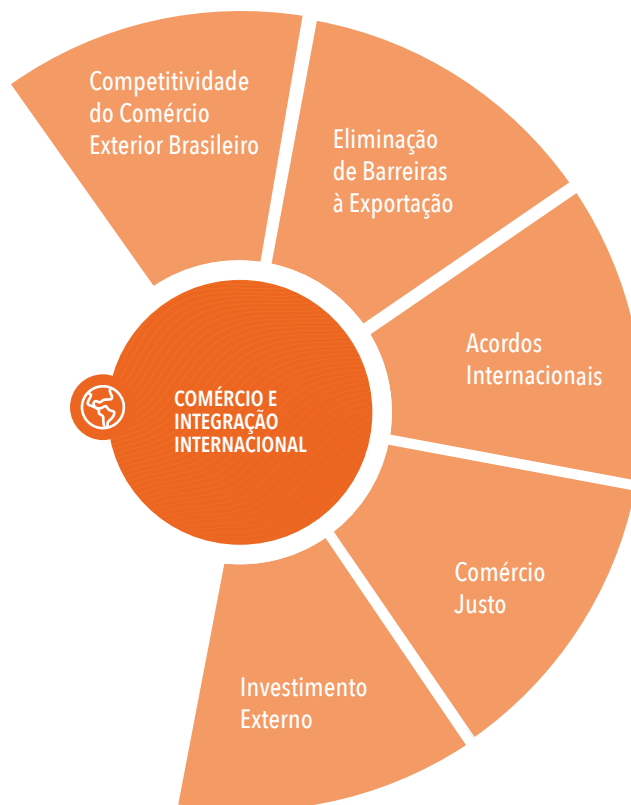 Competitividade
do Comércio
Exterior Brasileiro
Eliminação
de Barreiras
à Exportação
Acordos
Internacionais
COMÉRCIO E
INTEGRAÇÃO
INTERNACIONAL
Comércio
Justo
Investimento
Externo